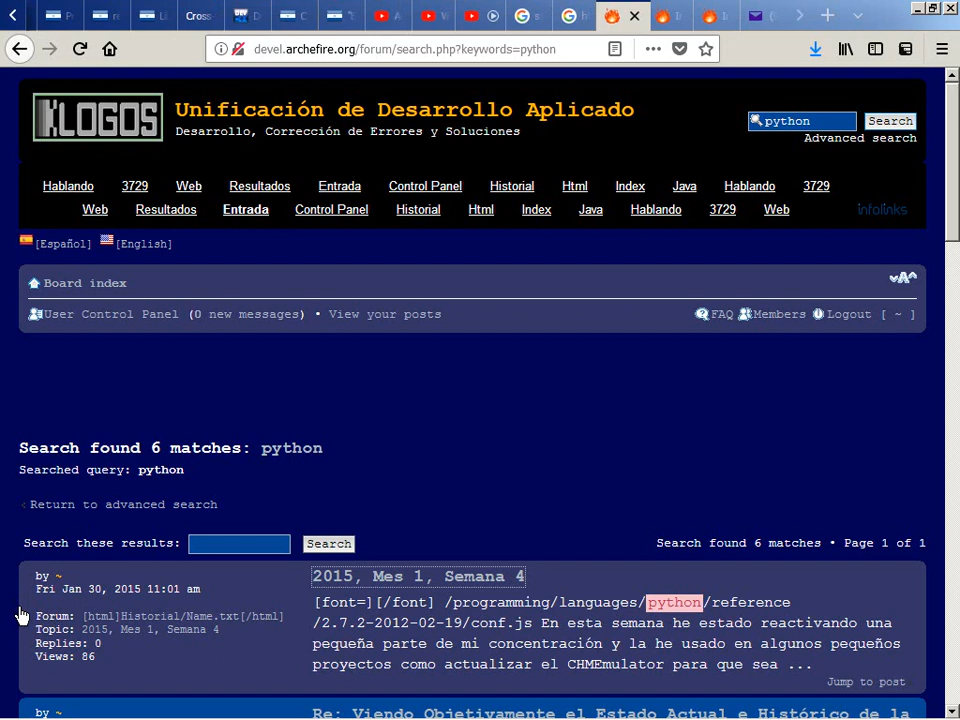 Cross
devel.archefire.org/forum/search.php?keywords=python
KLOGOS
Unificación de Desarrollo Aplicado
Desarrollo, Corrección de Errores y Soluciones
python
Search
Advanced search
Hablando 3729 Web Resultados Entrada Control Panel Historial Html Index Java Hablando 3729
Web Resultados Entrada Control Panel Historial Html Index Java Hablando 3729 Web
infolinks
[Español] [English]
Board index
User Control Panel (0 new messages) • View your posts
FAQ Members Logout [ ~ ]
Search found 6 matches: python
Searched query: python
‹ Return to advanced search
Search these results: Search
Search found 6 matches • Page 1 of 1
by ~
Fri Jan 30, 2015 11:01 am
Forum: [html]Historial/Name.txt[/html]
Topic: 2015, Mes 1, Semana 4
Replies: 0
Views: 86
2015, Mes 1, Semana 4
[font=][/font] /programming/languages/python/reference
/2.7.2-2012-02-19/conf.js En esta semana he estado reactivando una
pequeña parte de mi concentración y la he usado en algunos pequeños
proyectos como actualizar el CHMEmulator para que sea ...
Jump to post
by ~
Re: Viendo Objetivamente el Estado Actual e Histórico de la